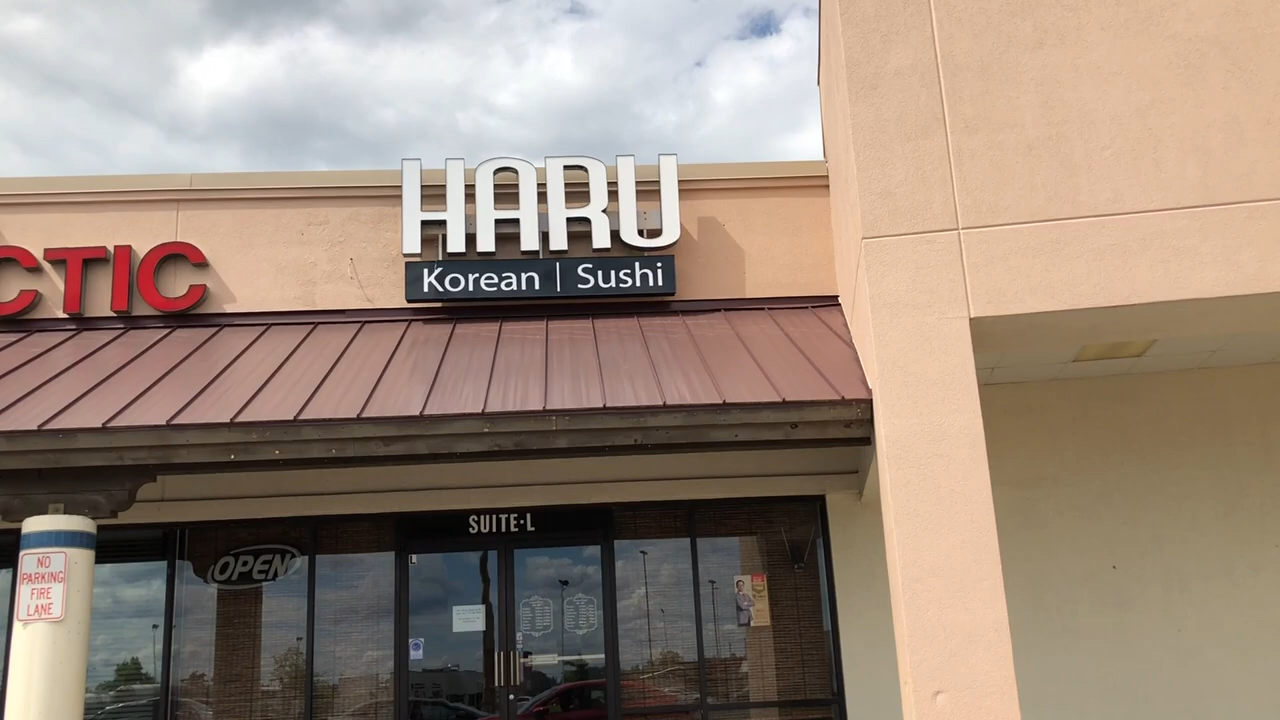 HARU
Korean | Sushi
CTIC
SUITE·L
OPEN
NO
PARKING
FIRE
LANE